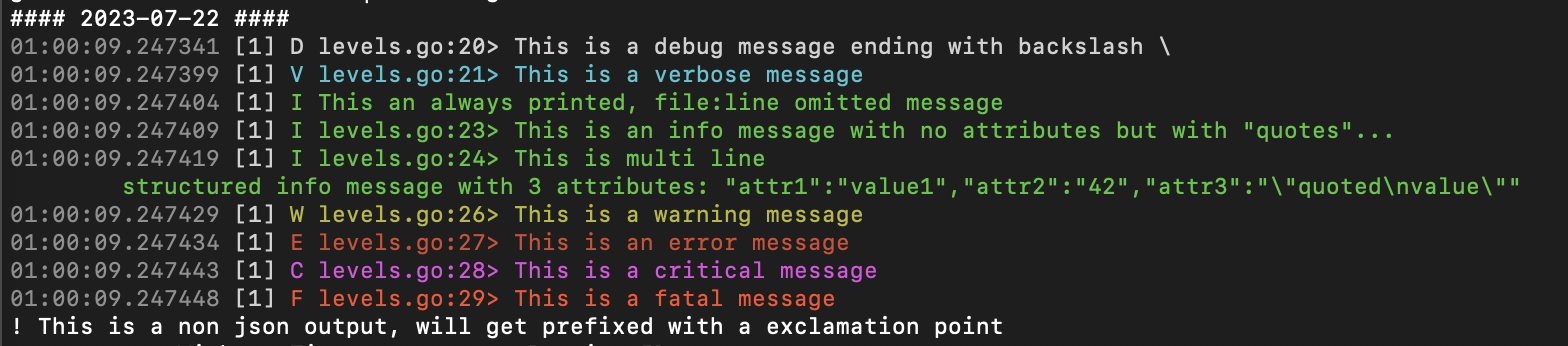 #### 2023-07-22 ####
01:00:09.247341 [1] D levels.go:20> This is a debug message ending with backslash \
01:00:09.247399 [1] V levels.go:21> This is a verbose message
01:00:09.247404 [1] I This an always printed, file:line omitted message
01:00:09.247409 [1] I levels.go:23> This is an info message with no attributes but with "quotes"...
01:00:09.247419 [1] I levels.go:24> This is multi line
structured info message with 3 attributes: "attr1":"value1","attr2":"42","attr3":"\"quoted\nvalue\""
01:00:09.247429 [1] W levels.go:26> This is a warning message
01:00:09.247434 [1] E levels.go:27> This is an error message
01:00:09.247443 [1] C levels.go:28> This is a critical message
01:00:09.247448 [1] F levels.go:29> This is a fatal message
! This is a non json output, will get prefixed with a exclamation point